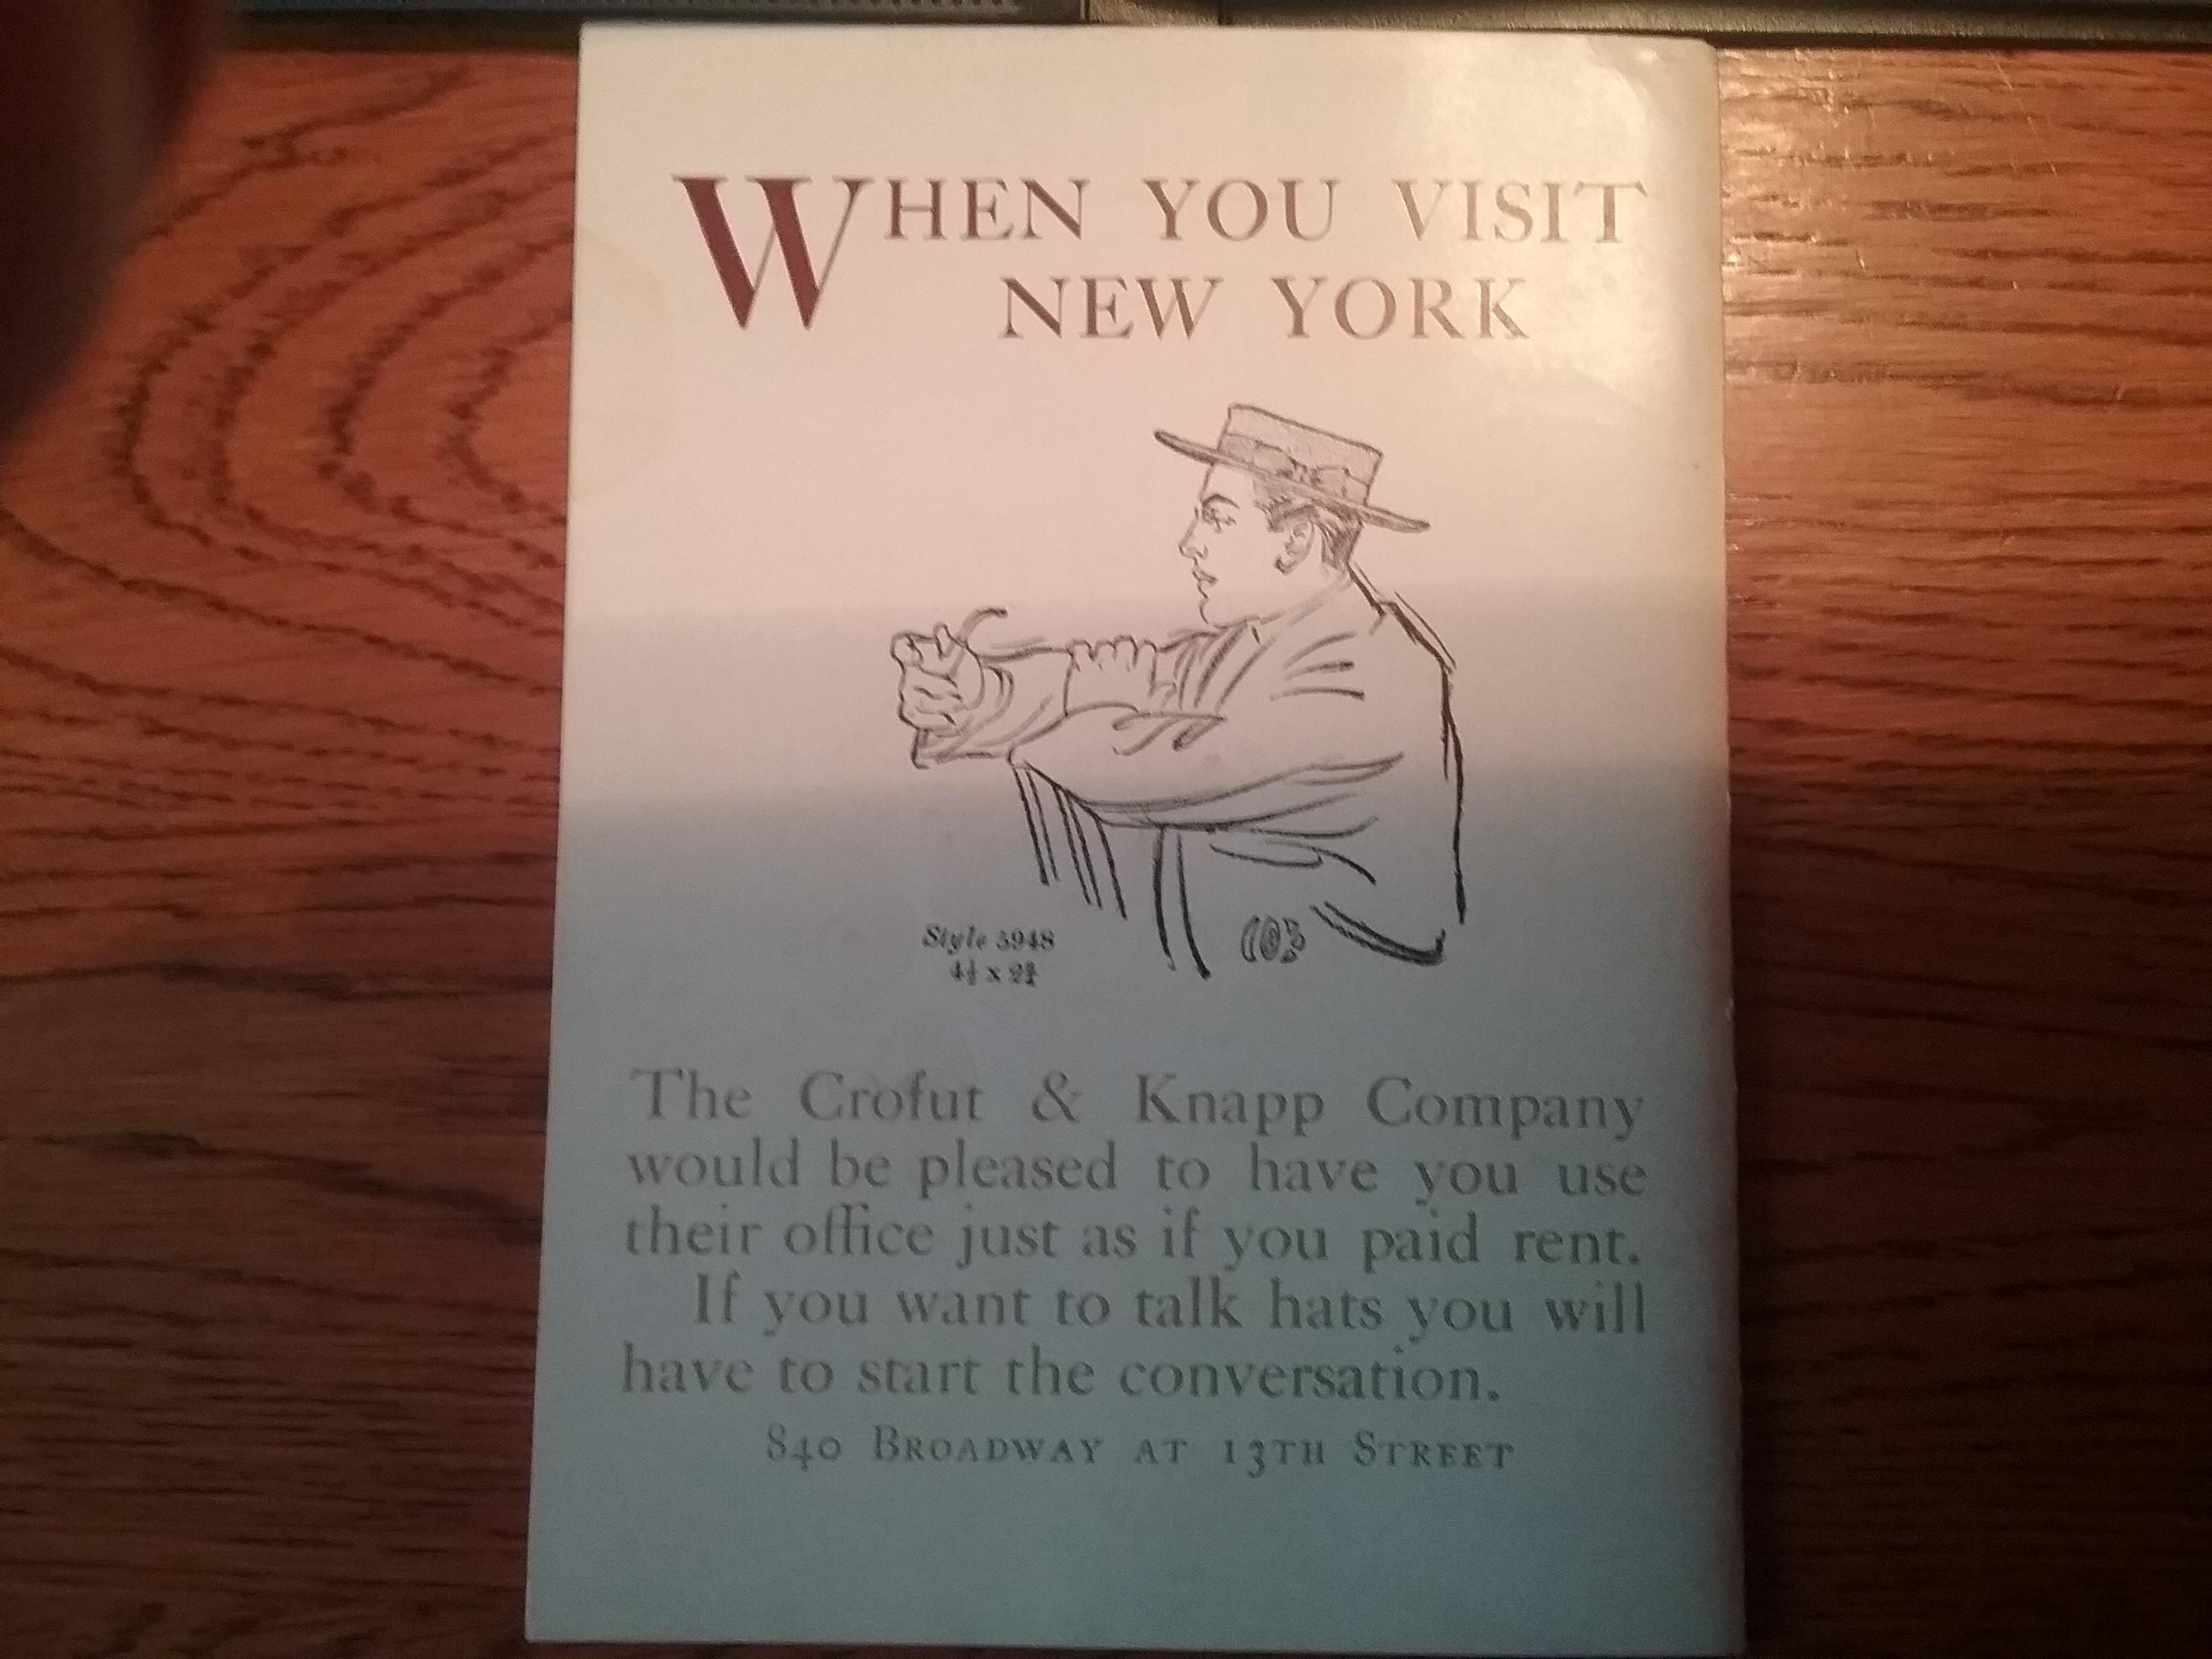 WHEN YOU VISIT
NEW YORK
Style 5948
The Crofut & Knapp Company
would be pleased to have you use
their office just as if you paid rent.
If you want to talk hats you will
have to start the conversation.
840 BROADWAY AT 13TH STREET